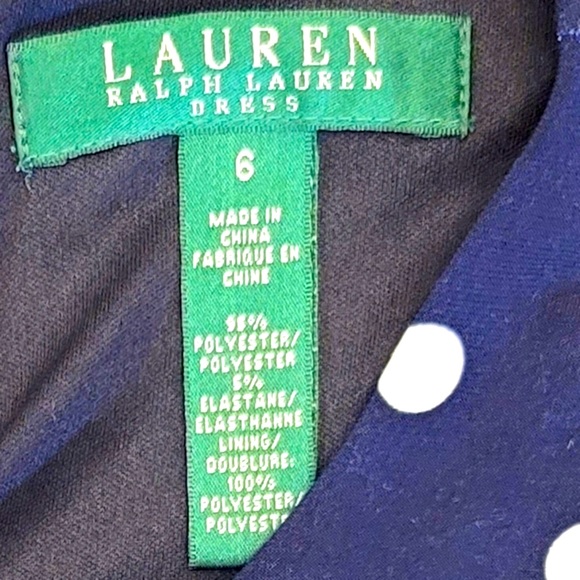 LAUREN
RALPH LAUREN
DRESS
6
MADE IN
CHINA
FABRIQUE EN
CHINE
95%
POLYESTER/
POLYESTER
5%
ELASTANE/
ELASTHANNE
LINING/
DOUBLURE:
100%
POLYESTER/
POLYEST